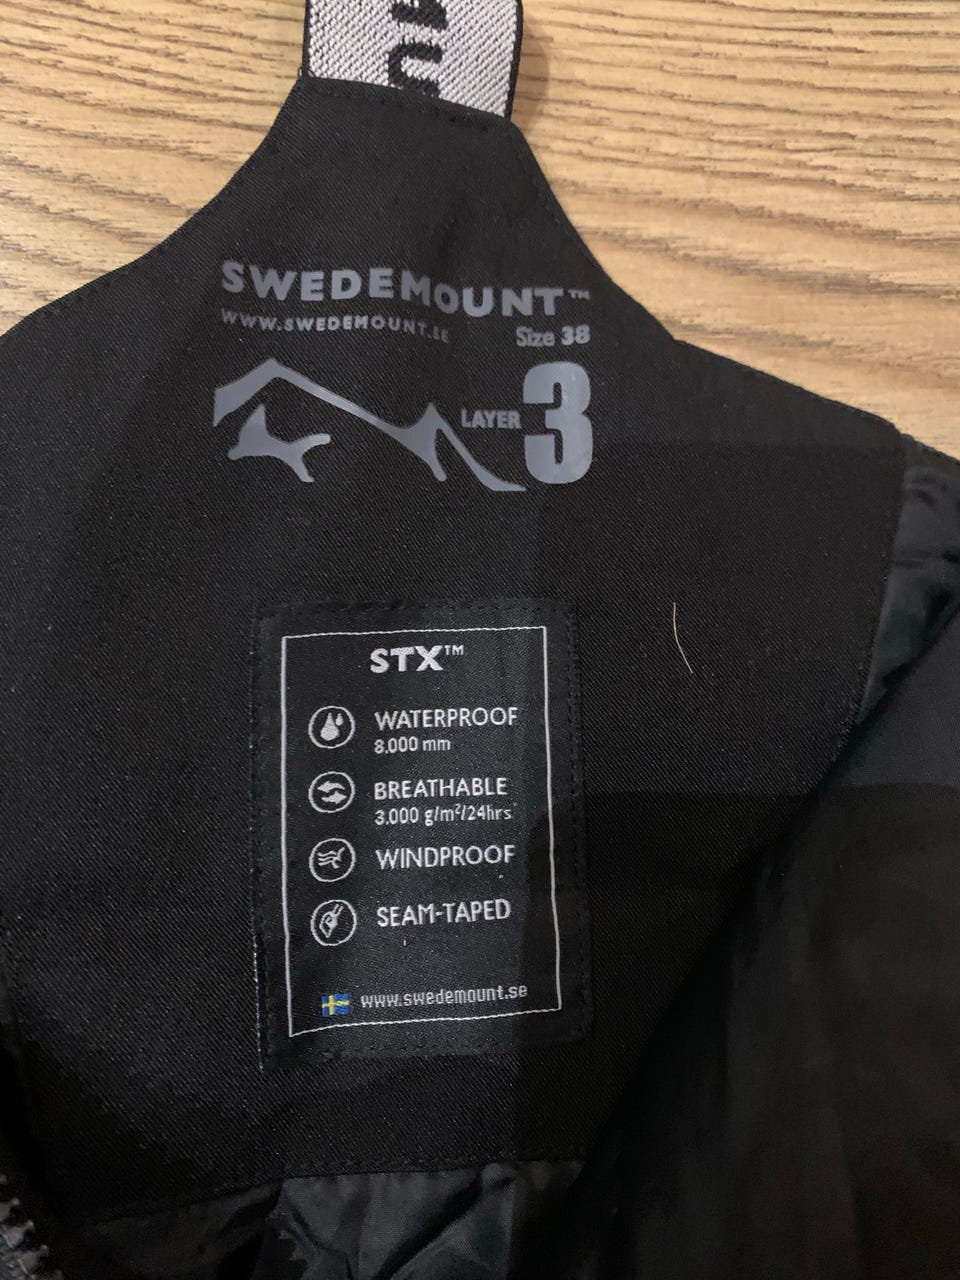 SWEDEMOUNT™
WWW.SWEDEMOUNT.SE
Size 38
LAYER 3
STX™
WATERPROOF
8.000 mm
BREATHABLE
3.000 g/m²/24hrs
WINDPROOF
SEAM-TAPED
www.swedemount.se